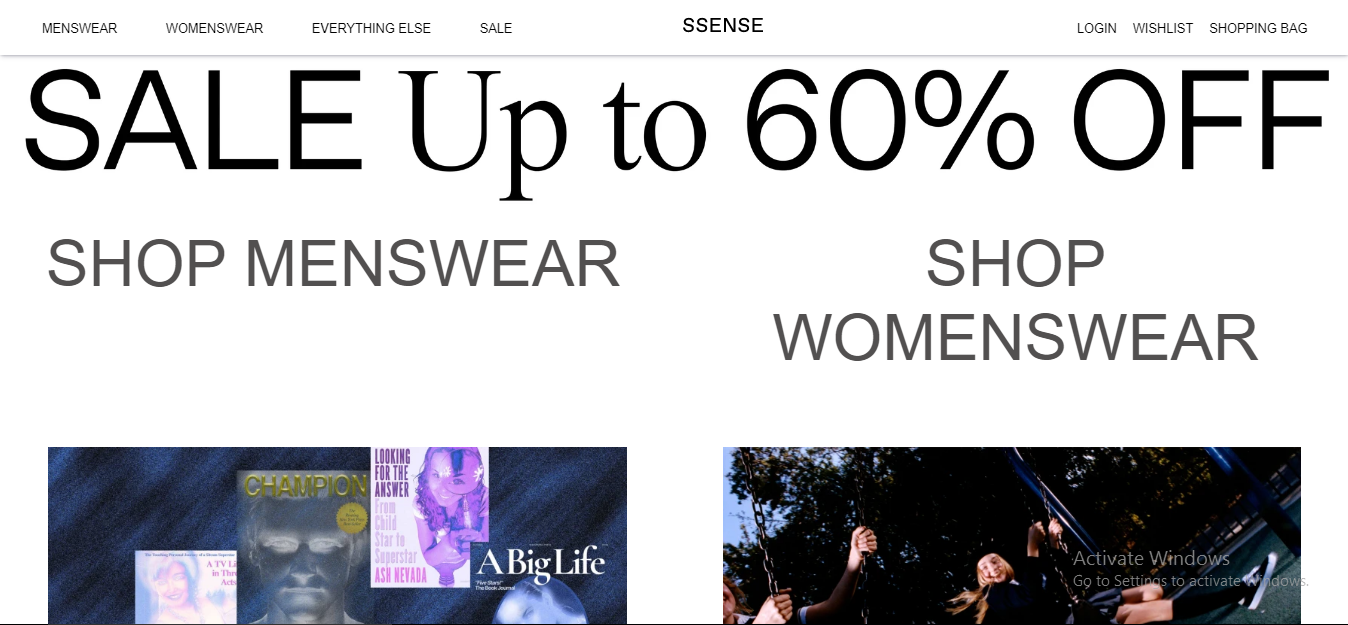 MENSWEAR WOMENSWEAR EVERYTHING ELSE SALE SSENSE LOGIN WISHLIST SHOPPING BAG
SALE Up to 60% OFF
SHOP MENSWEAR
SHOP
WOMENSWEAR
CHAMPION
LOOKING
FOR THE
ANSWER
From
Child
Star to
Superstar
ASH NEVADA
A Big Life
"Five Stars!"
The Book Journal
A TV Li
in Thr
Acts
Activate Windows
Go to Settings to activate Windows.